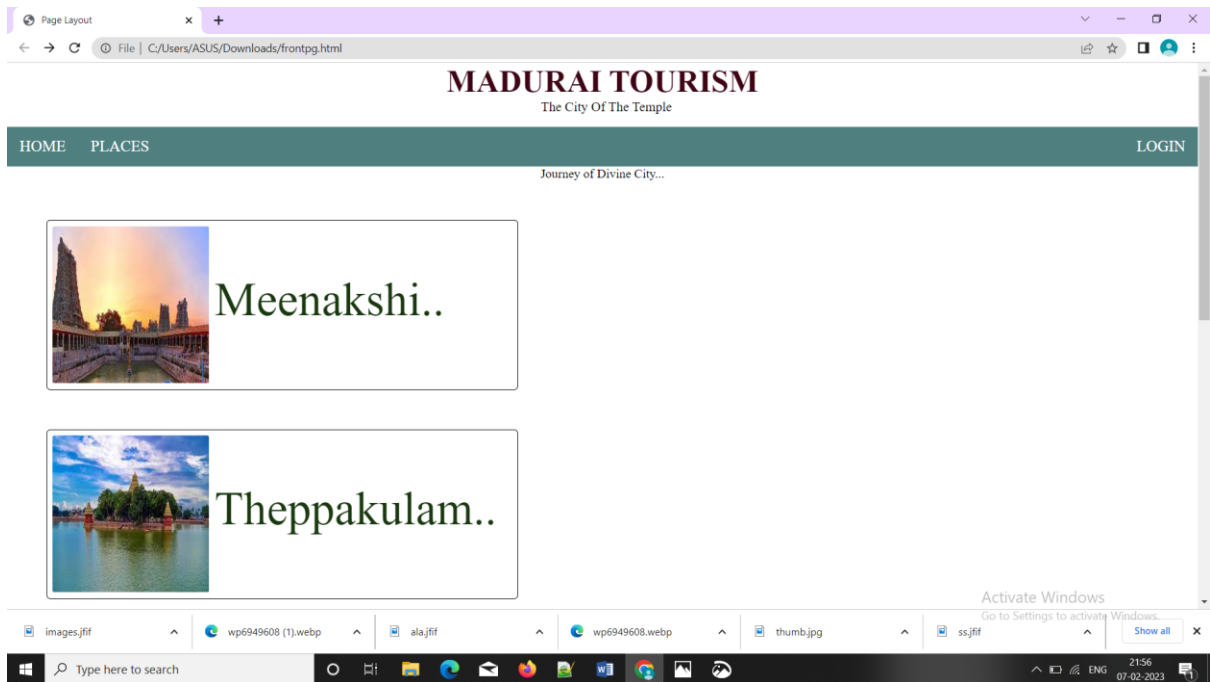 Page Layout
File | C:/Users/ASUS/Downloads/frontpg.html
MADURAI TOURISM
The City Of The Temple
HOME PLACES LOGIN
Journey of Divine City...
Meenakshi..
Theppakulam..
Activate Windows
Go to Settings to activate Windows.
images.jfif wp6949608 (1).webp ala.jfif wp6949608.webp thumb.jpg ss.jfif Show all
Type here to search ENG 21:56
07-02-2023